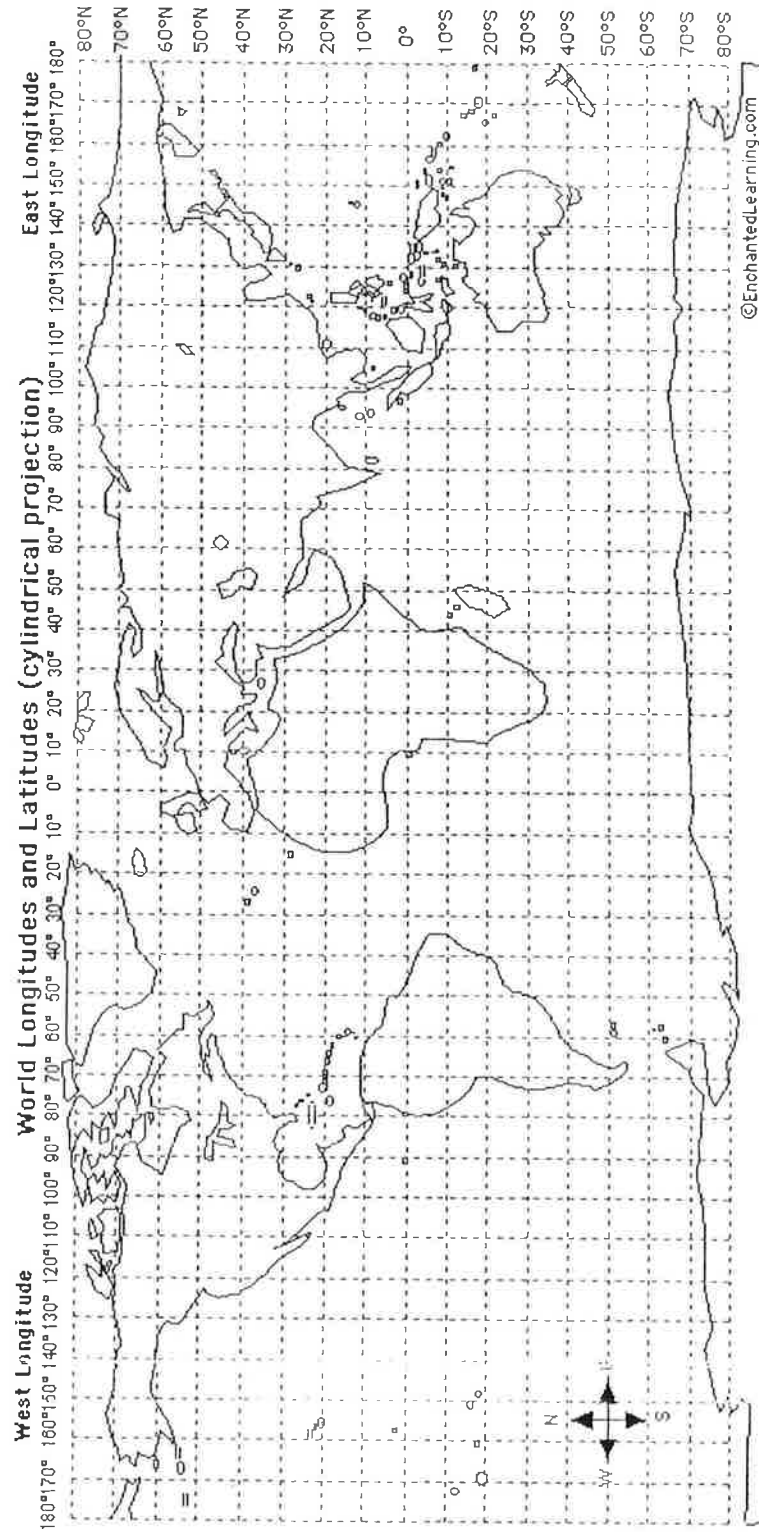 World Longitudes and Latitudes (cylindrical projection)
West Longitude
East Longitude
180°170° 160°150° 140° 130° 120°110° 100° 90° 80° 70° 60° 50° 40° 30° 20° 10° 0° 10° 20° 30° 40° 50° 60° 70° 80° 90° 100° 110° 120°130° 140° 150° 160°170° 180°
80°N
70°N
60°N
50°N
40°N
30°N
20°N
10°N
0°
10°S
20°S
30°S
40°S
50°S
60°S
70°S
80°S
N
W
E
S
©EnchantedLearning.com